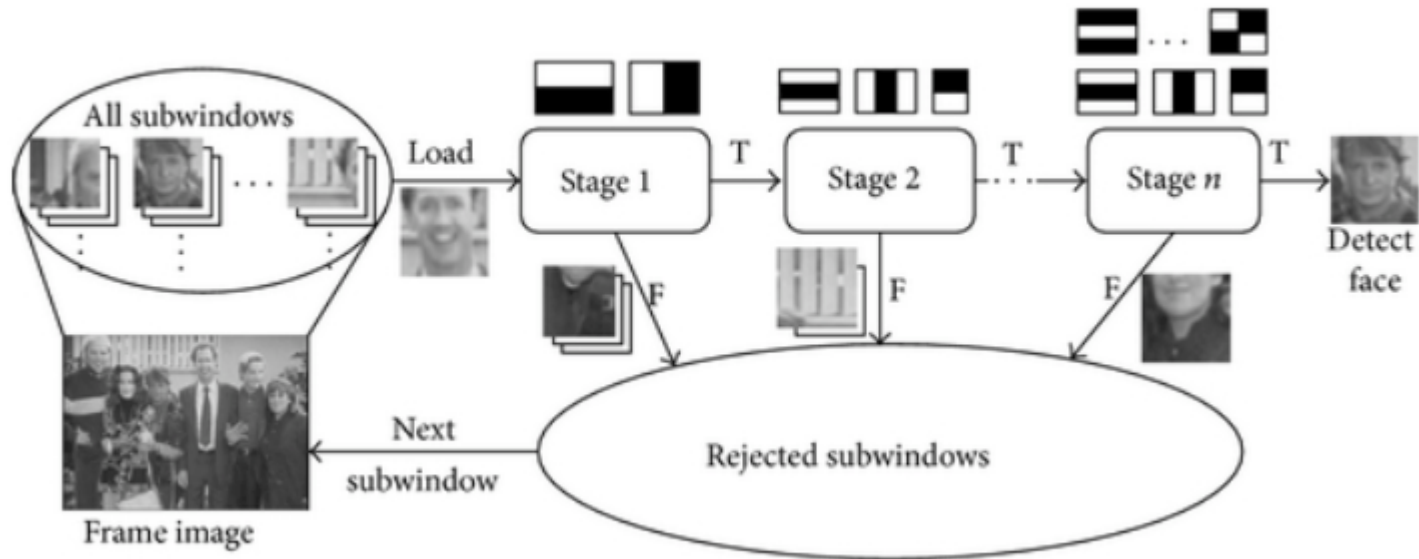 All subwindows
. . .
Load
Stage 1
T
Stage 2
T
. . .
Stage n
T
Detect
face
F
F
F
Rejected subwindows
Next
subwindow
Frame image